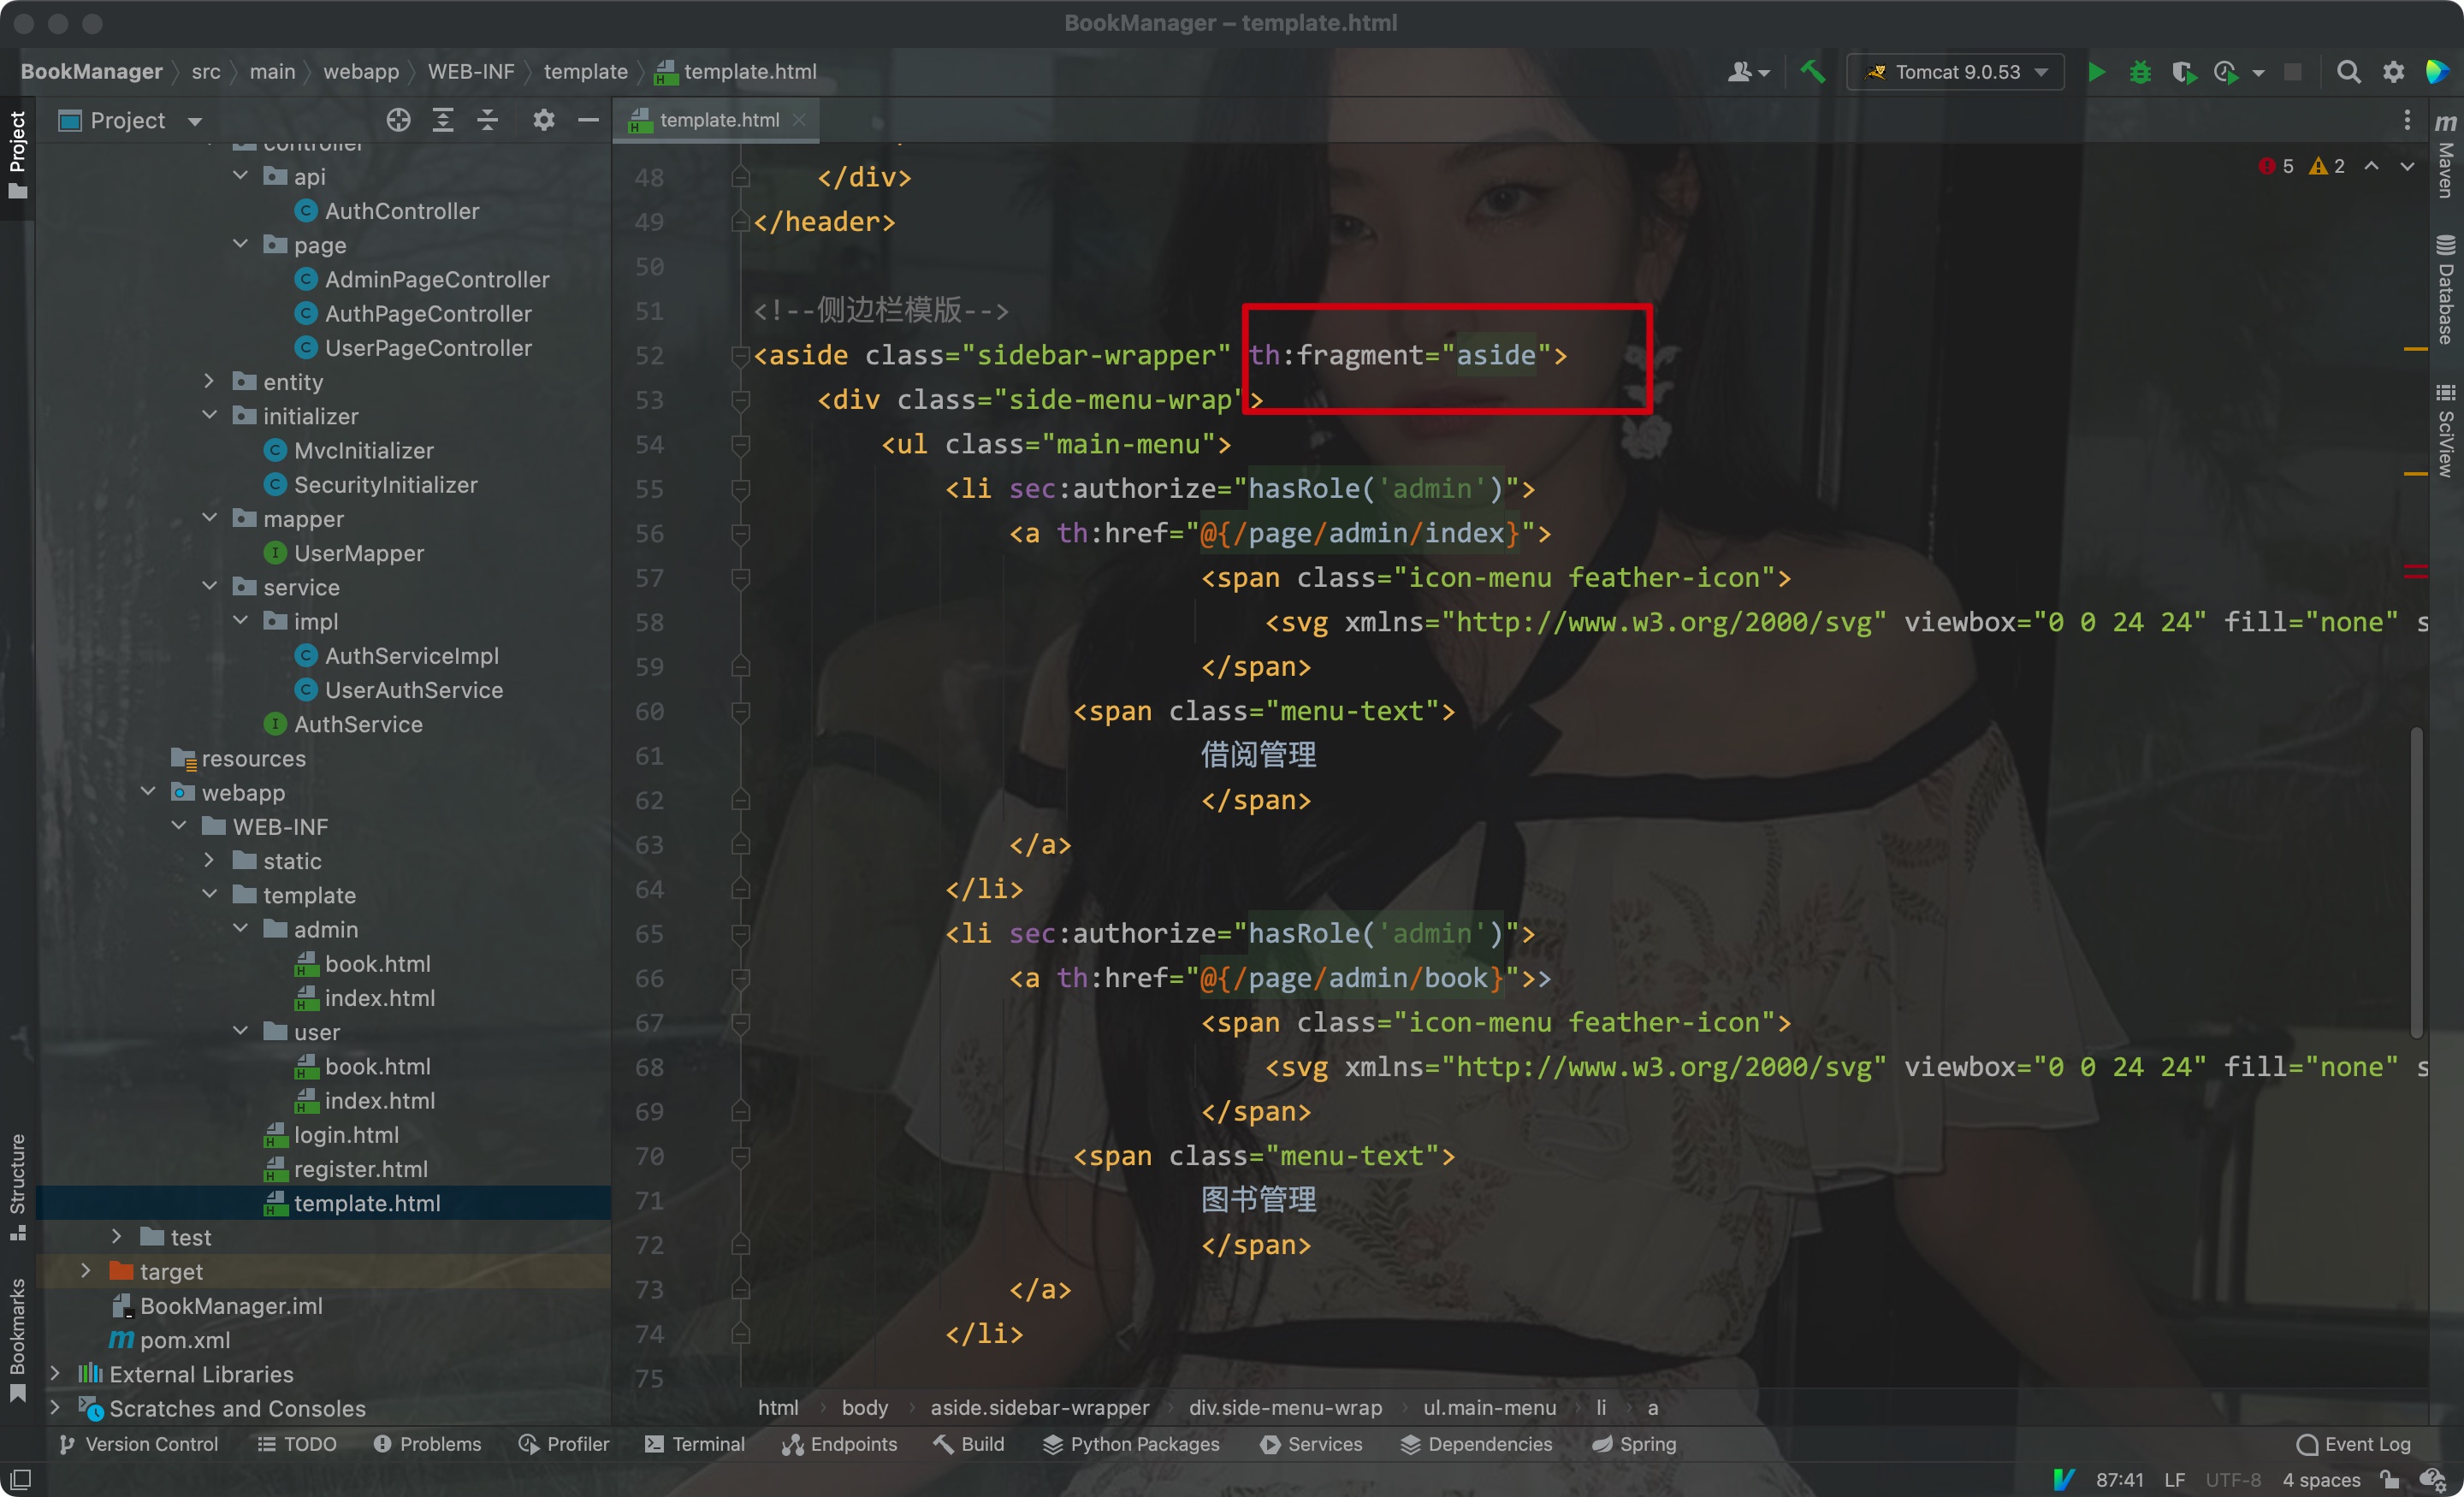 BookManager – template.html
BookManager src main webapp WEB-INF template template.html
Tomcat 9.0.53
Project
template.html
5 2
controller
api
AuthController
page
AdminPageController
AuthPageController
UserPageController
entity
initializer
MvcInitializer
SecurityInitializer
mapper
UserMapper
service
impl
AuthServiceImpl
UserAuthService
AuthService
resources
webapp
WEB-INF
static
template
admin
book.html
index.html
user
book.html
index.html
login.html
register.html
template.html
test
target
BookManager.iml
pom.xml
External Libraries
Scratches and Consoles
Project
Structure
Bookmarks
48 </div>
49 </header>
50
51 <!--侧边栏模版-->
52 <aside class="sidebar-wrapper" th:fragment="aside">
53 <div class="side-menu-wrap">
54 <ul class="main-menu">
55 <li sec:authorize="hasRole('admin')">
56 <a th:href="@{/page/admin/index}">
57 <span class="icon-menu feather-icon">
58 <svg xmlns="http://www.w3.org/2000/svg" viewbox="0 0 24 24" fill="none" s
59 </span>
60 <span class="menu-text">
61 借阅管理
62 </span>
63 </a>
64 </li>
65 <li sec:authorize="hasRole('admin')">
66 <a th:href="@{/page/admin/book}">>
67 <span class="icon-menu feather-icon">
68 <svg xmlns="http://www.w3.org/2000/svg" viewbox="0 0 24 24" fill="none" s
69 </span>
70 <span class="menu-text">
71 图书管理
72 </span>
73 </a>
74 </li>
75
html body aside.sidebar-wrapper div.side-menu-wrap ul.main-menu li a
Maven
Database
SciView
Version Control TODO Problems Profiler Terminal Endpoints Build Python Packages Services Dependencies Spring Event Log
87:41 LF UTF-8 4 spaces